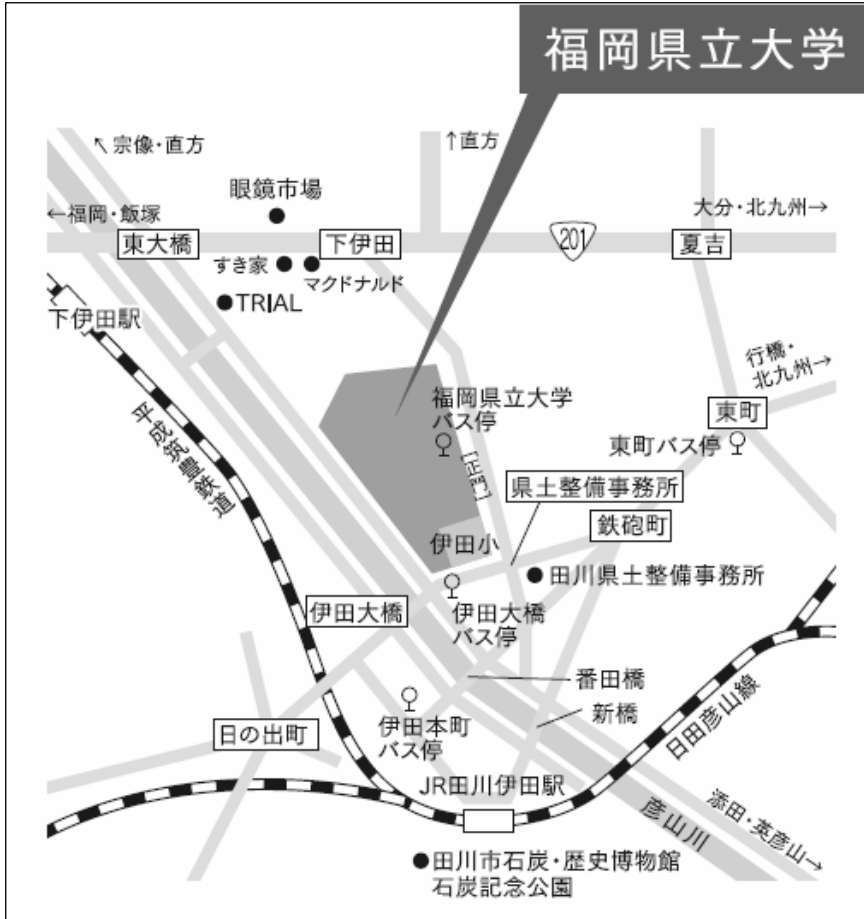 福岡県立大学
↖宗像・直方
↑直方
眼鏡市場
←福岡・飯塚
大分・北九州→
東大橋
下伊田
201
夏吉
すき家
マクドナルド
TRIAL
下伊田駅
行橋・
北九州→
平成筑豊鉄道
福岡県立大学
バス停
東町
東町バス停
[正門]
県土整備事務所
鉄砲町
伊田小
田川県土整備事務所
伊田大橋
伊田大橋
バス停
番田橋
新橋
日田彦山線
伊田本町
バス停
日の出町
JR田川伊田駅
彦山川
添田・英彦山→
田川市石炭・歴史博物館
石炭記念公園